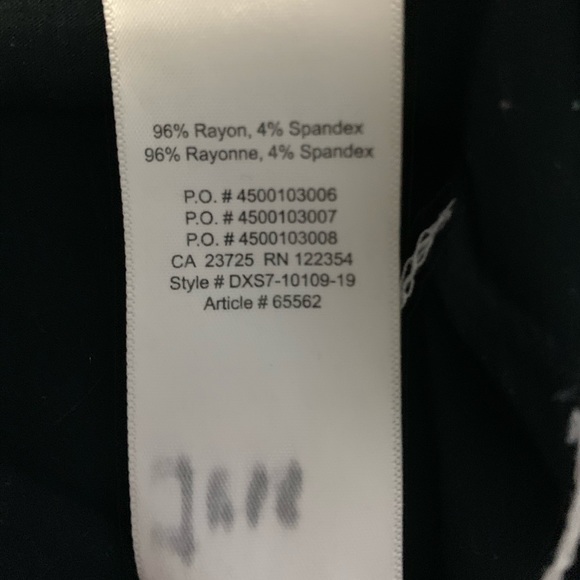 96% Rayon, 4% Spandex
96% Rayonne, 4% Spandex
P.O. # 4500103006
P.O. # 4500103007
P.O. # 4500103008
CA 23725 RN 122354
Style # DXS7-10109-19
Article # 65562